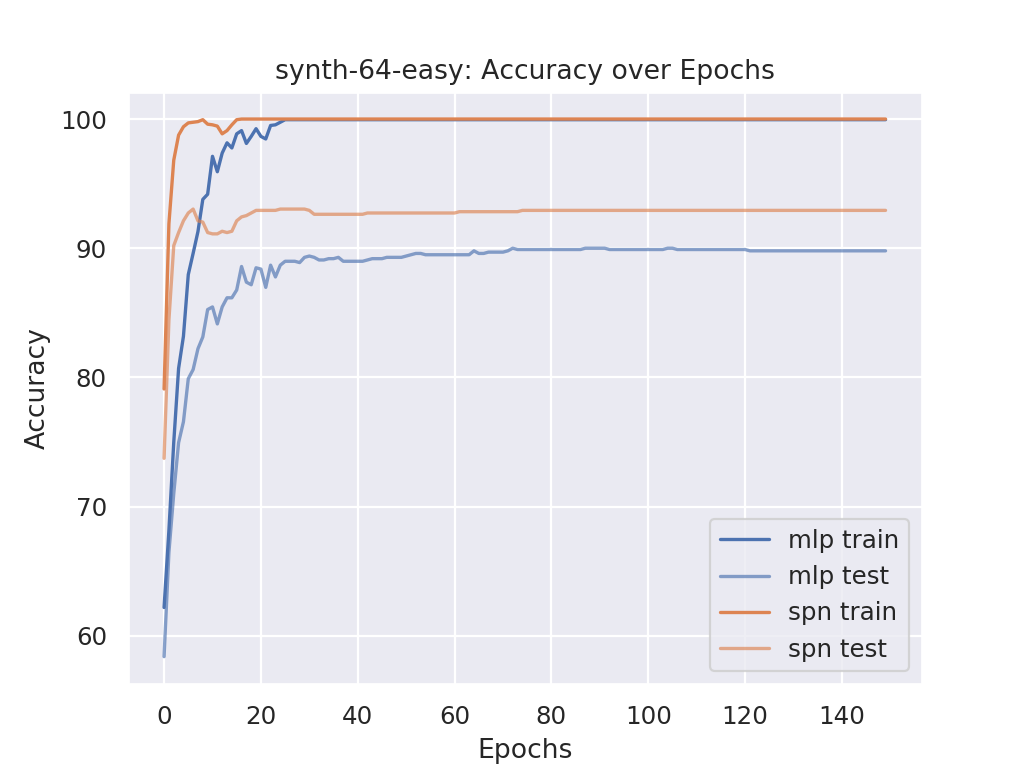 synth-64-easy: Accuracy over Epochs
100
90
80
70
60
Accuracy
0 20 40 60 80 100 120 140
Epochs
mlp train
mlp test
spn train
spn test